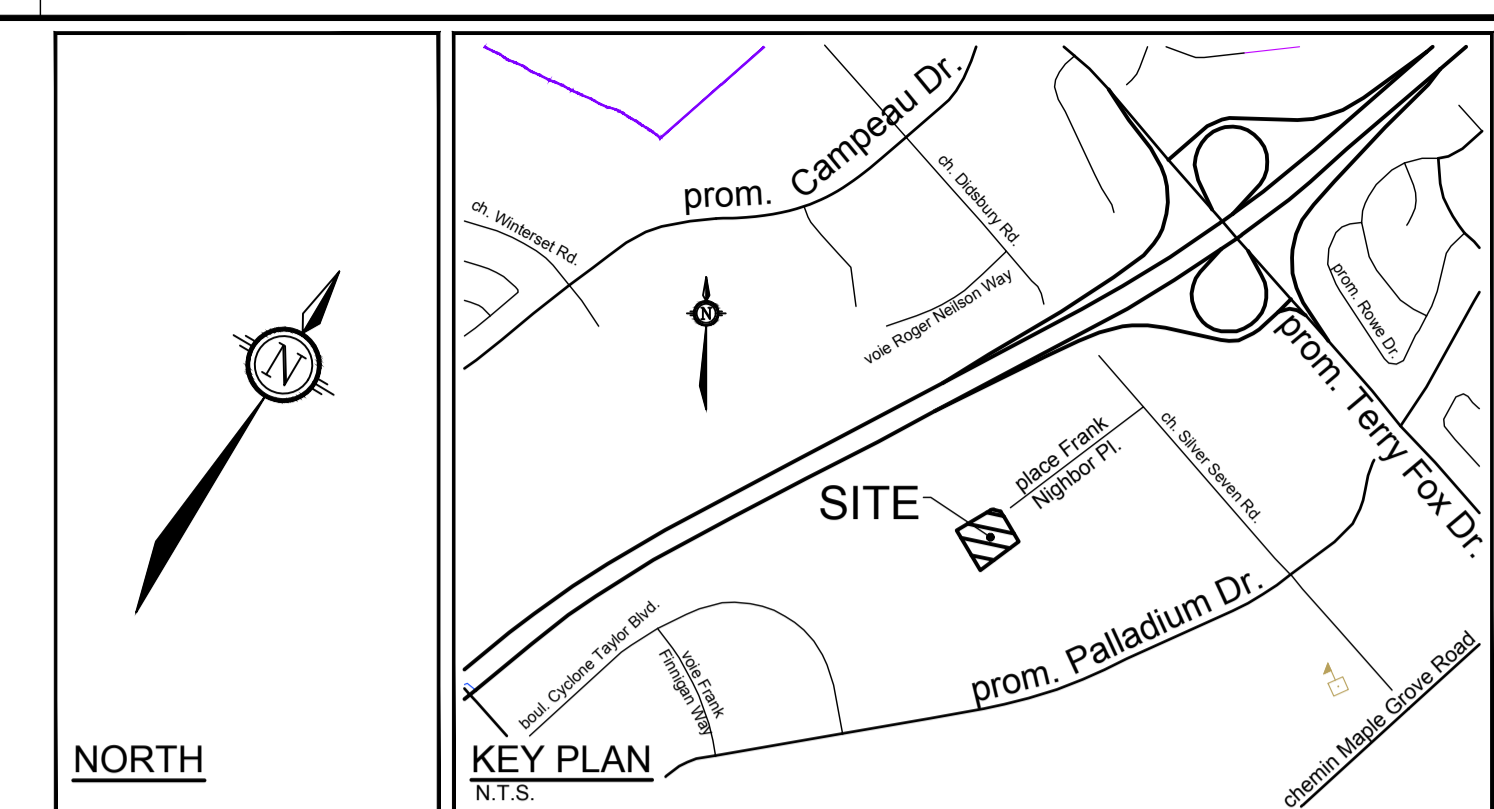 N
NORTH
prom. Campeau Dr.
ch. Winterset Rd.
ch. Didsbury Rd.
voie Roger Neilson Way
N
prom. Rowe Dr.
prom. Terry Fox Dr.
place Frank
Nighbor Pl.
ch. Silver Seven Rd.
SITE
prom. Palladium Dr.
boul. Cyclone Taylor Blvd.
voie Frank
Finnigan Way
chemin Maple Grove Road
KEY PLAN
N.T.S.